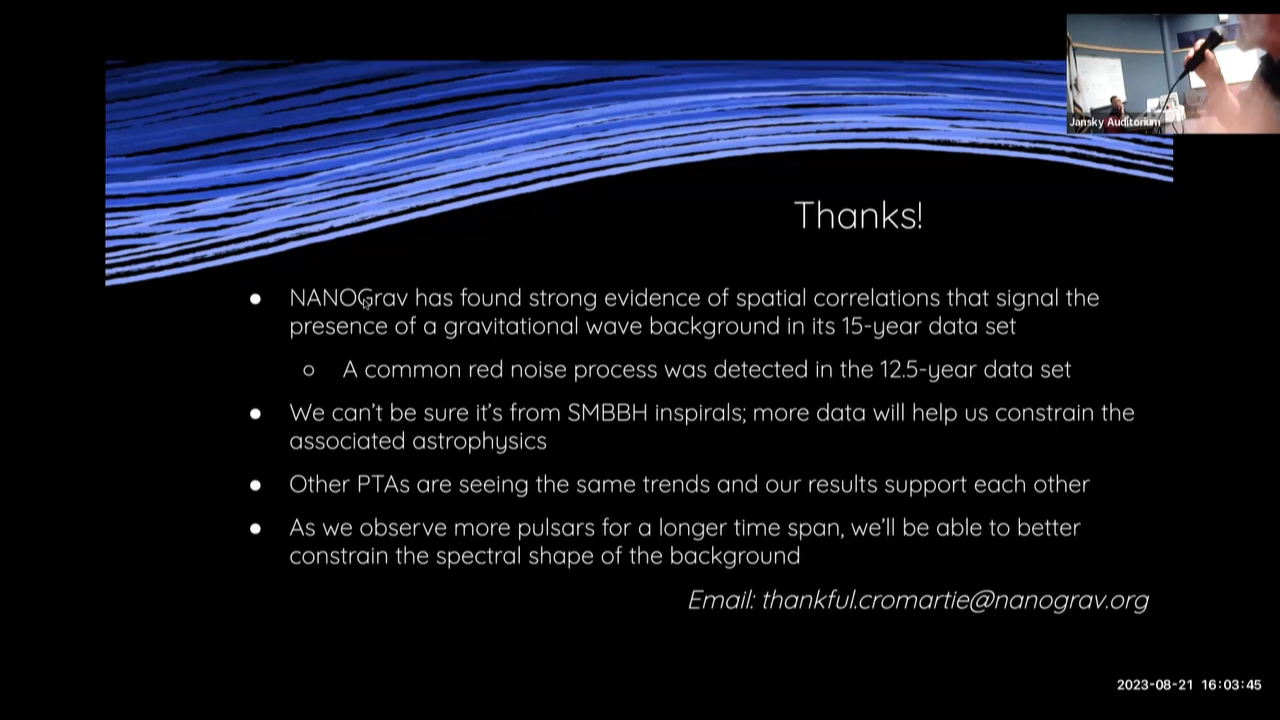 Jansky Auditorium
Thanks!
● NANOGrav has found strong evidence of spatial correlations that signal the
presence of a gravitational wave background in its 15-year data set
○ A common red noise process was detected in the 12.5-year data set
● We can't be sure it's from SMBBH inspirals; more data will help us constrain the
associated astrophysics
● Other PTAs are seeing the same trends and our results support each other
● As we observe more pulsars for a longer time span, we'll be able to better
constrain the spectral shape of the background
Email: thankful.cromartie@nanograv.org
2023-08-21 16:03:45